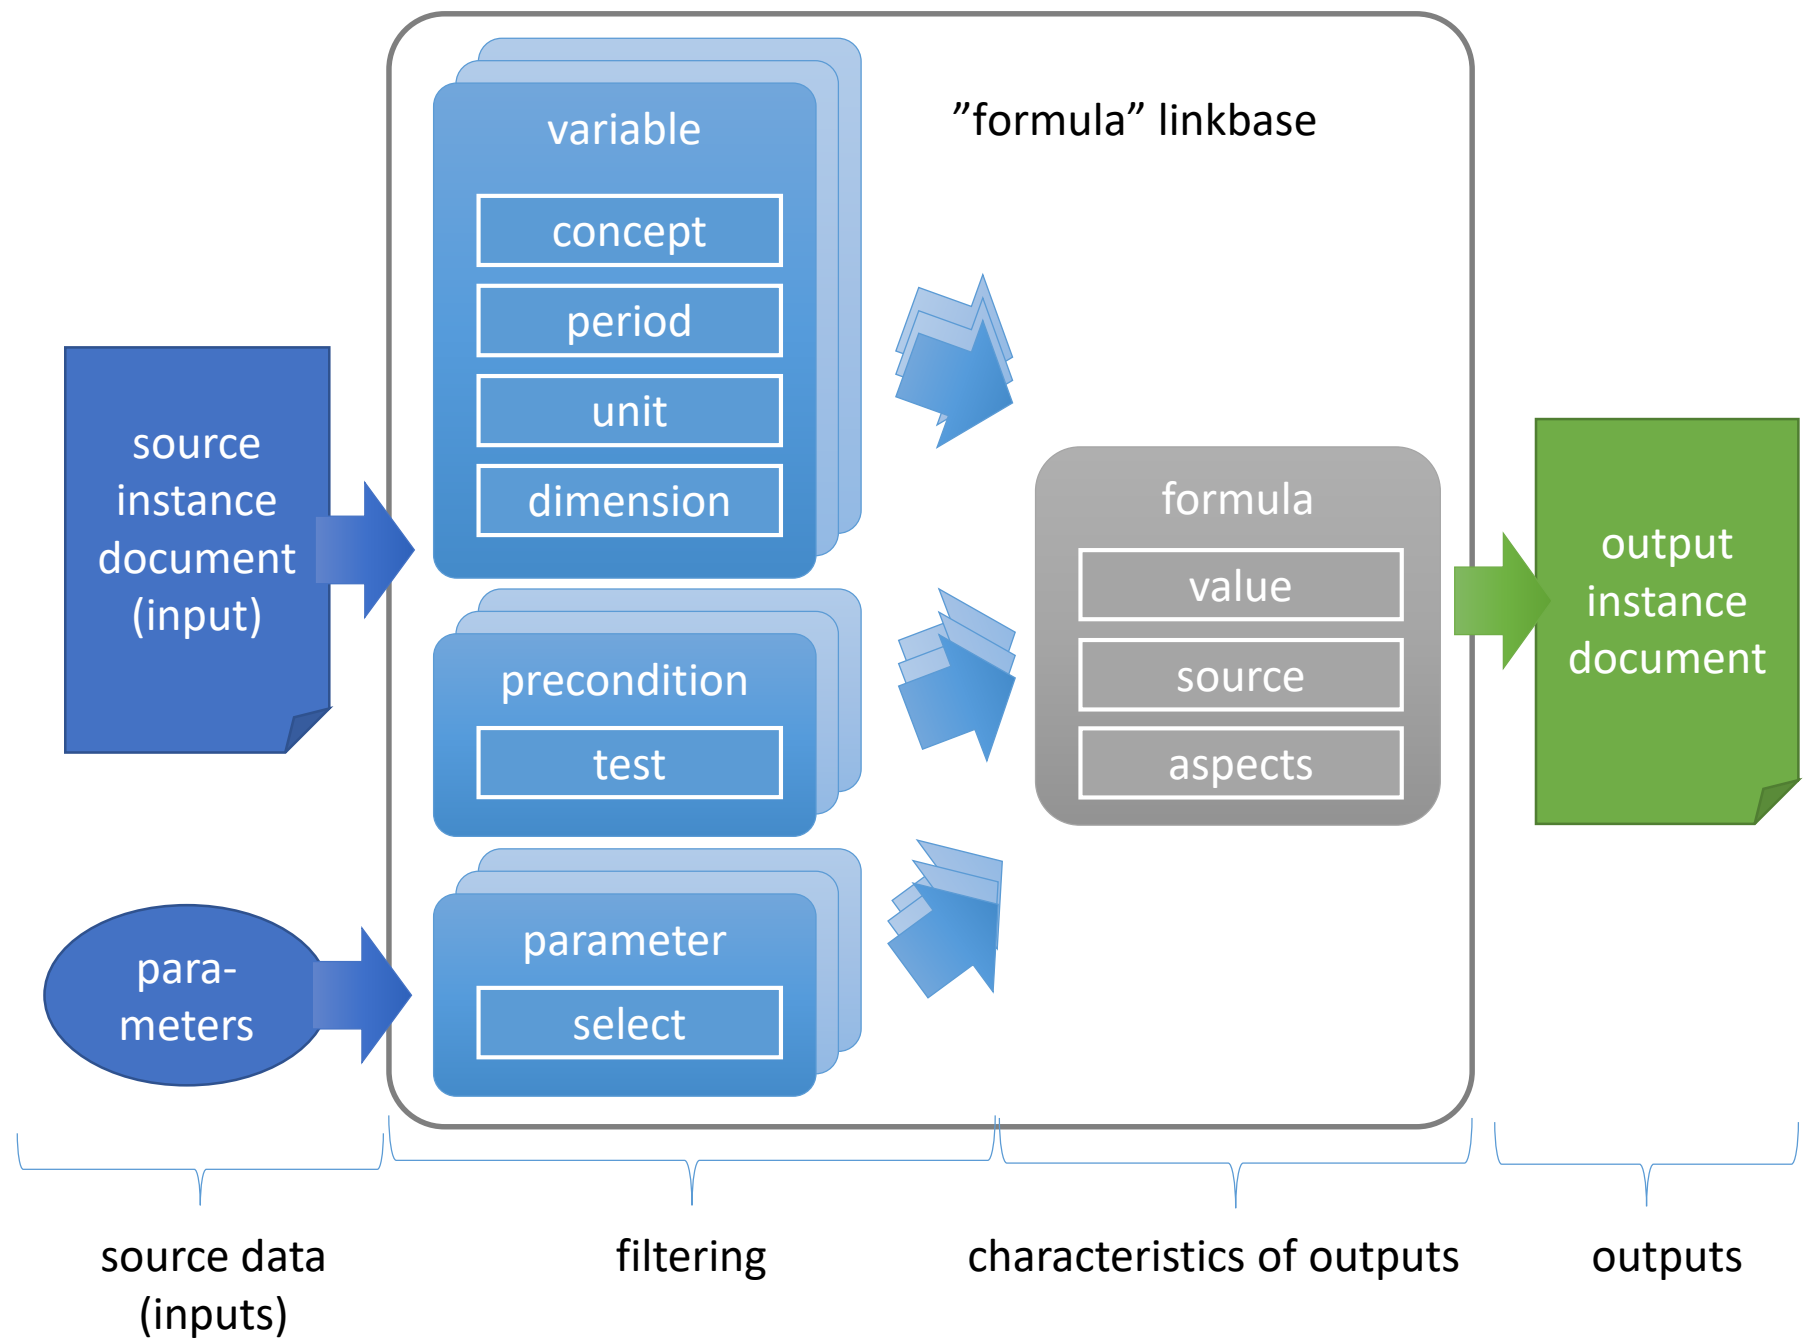 ”formula” linkbase
variable
concept
period
unit
dimension
source
instance
document
(input)
precondition
test
para-
meters
parameter
select
formula
value
source
aspects
output
instance
document
source data
(inputs)
filtering
characteristics of outputs
outputs